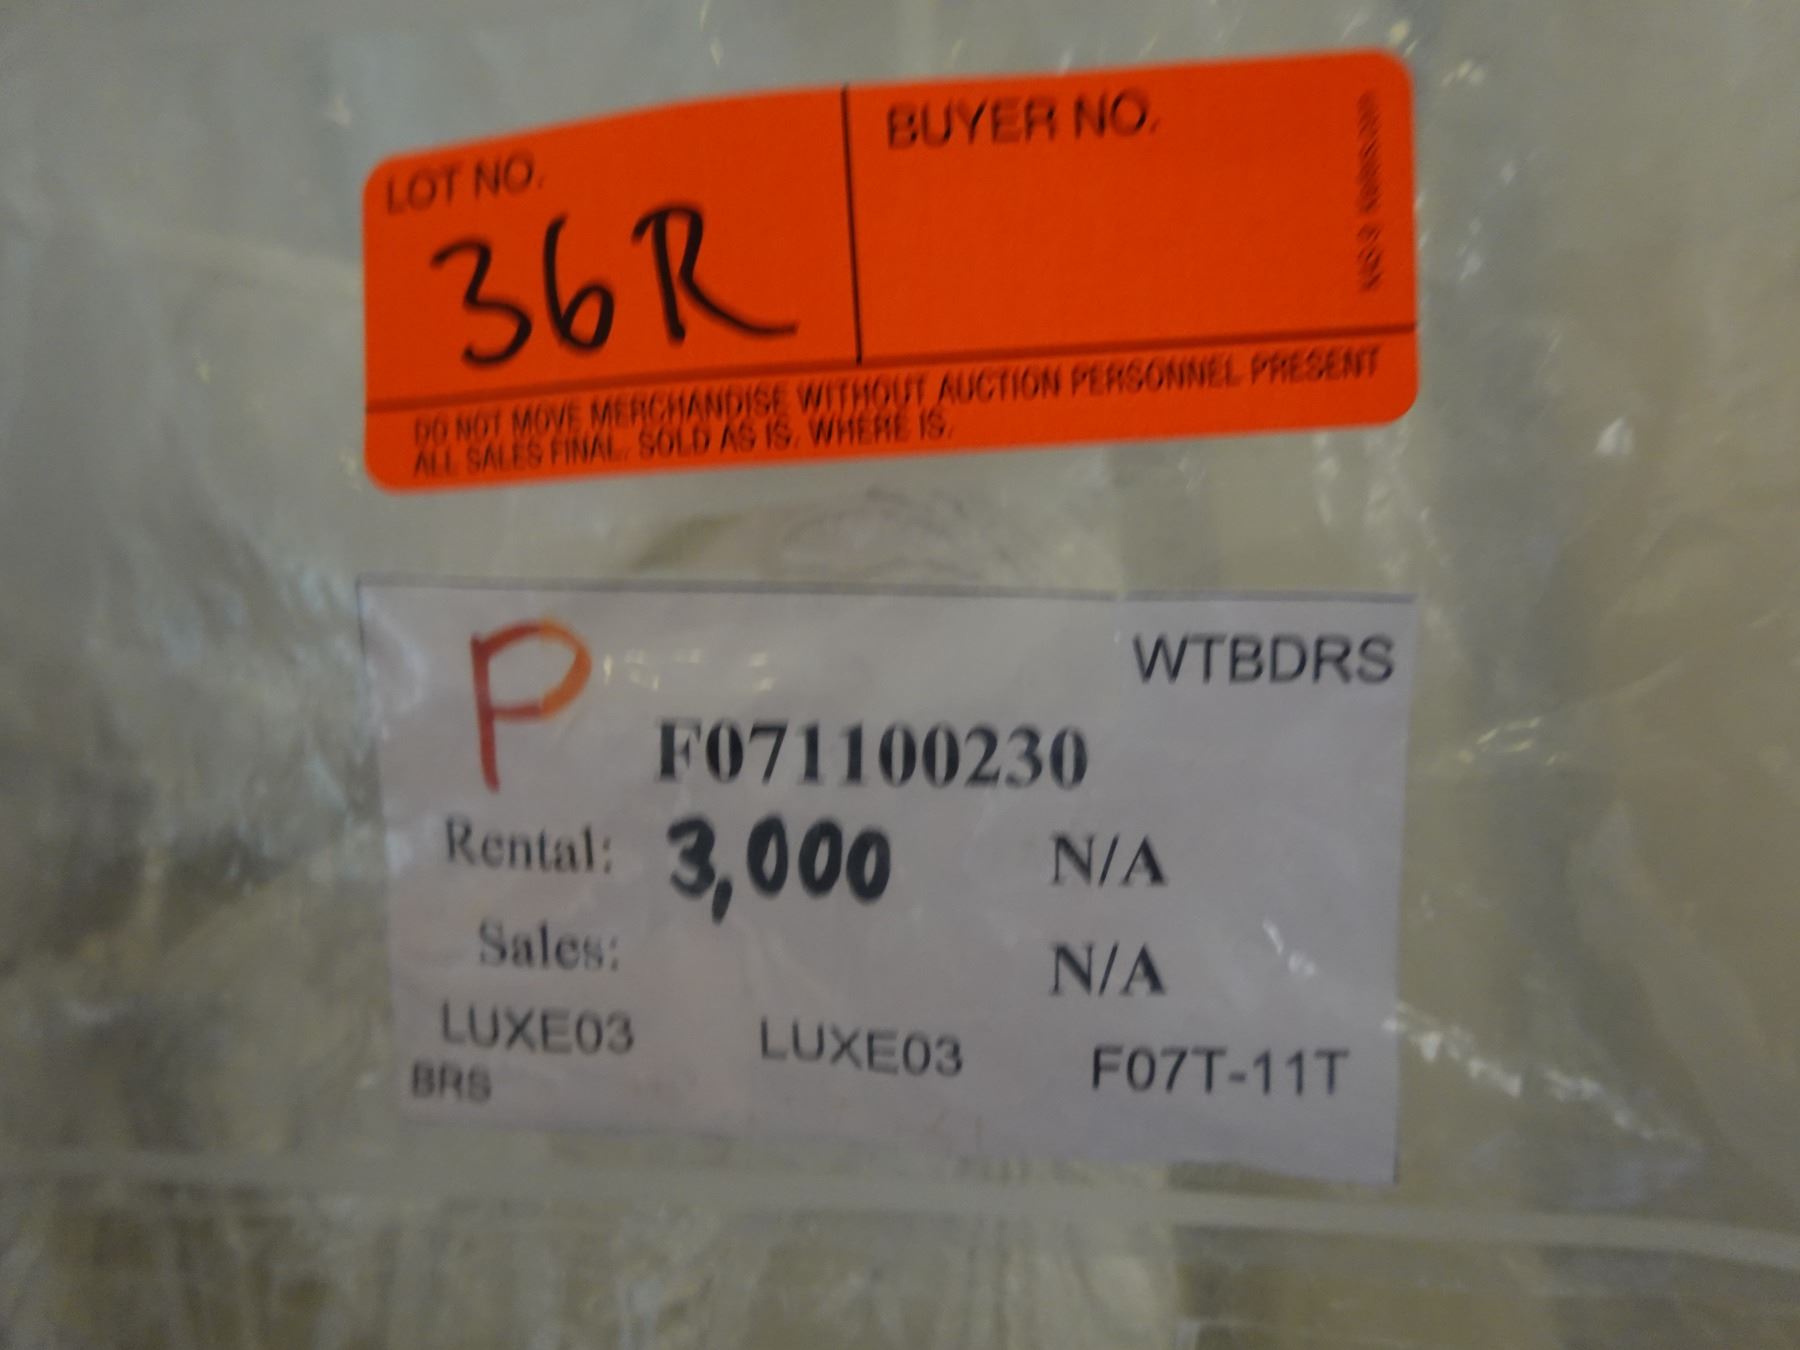 LOT NO.
BUYER NO.
36R
DO NOT MOVE MERCHANDISE WITHOUT AUCTION PERSONNEL PRESENT
ALL SALES FINAL. SOLD AS IS. WHERE IS.
P
WTBDRS
F071100230
Rental: 3,000 N/A
Sales: N/A
LUXE03 LUXE03 F07T-11T
BRS